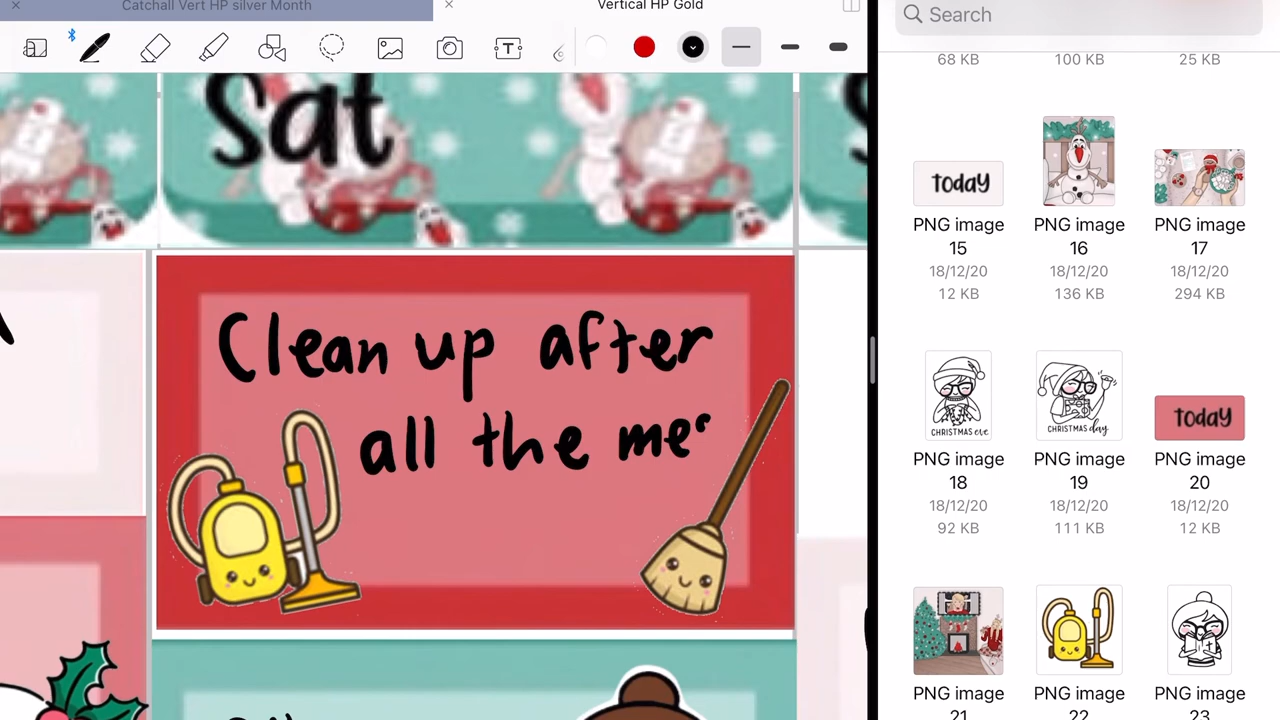 Catchall Vert HP silver Month
Vertical HP Gold
Search
68 KB
100 KB
25 KB
Sat
Clean up after
all the me
today
PNG image
15
18/12/20
12 KB
PNG image
16
18/12/20
136 KB
PNG image
17
18/12/20
294 KB
CHRISTMAS eve
PNG image
18
18/12/20
92 KB
CHRISTMAS day
PNG image
19
18/12/20
111 KB
today
PNG image
20
18/12/20
12 KB
PNG image
21
PNG image
22
PNG image
23